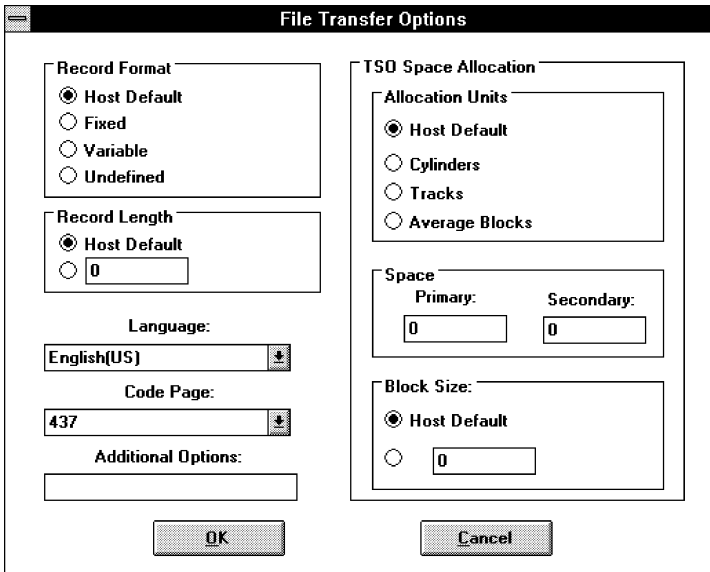 File Transfer Options
Record Format
Host Default
Fixed
Variable
Undefined
Record Length
Host Default
0
Language:
English(US)
Code Page:
437
Additional Options:
TSO Space Allocation
Allocation Units
Host Default
Cylinders
Tracks
Average Blocks
Space
Primary: Secondary:
0 0
Block Size:
Host Default
0
OK Cancel